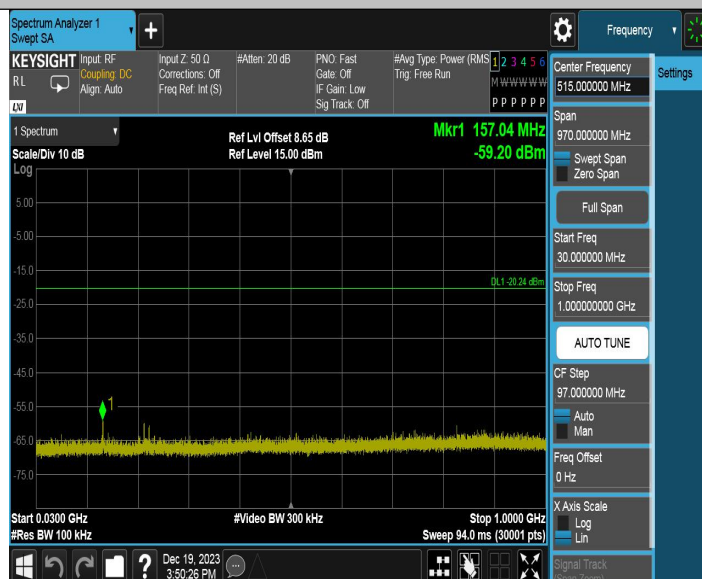 Spectrum Analyzer 1
Swept SA
Frequency
KEYSIGHT
RL
LXI
Input: RF
Coupling: DC
Align: Auto
Input Z: 50 Ω
Corrections: Off
Freq Ref: Int (S)
#Atten: 20 dB
PNO: Fast
Gate: Off
IF Gain: Low
Sig Track: Off
#Avg Type: Power (RMS
Trig: Free Run
1 2 3 4 5 6
M W W W W W
P P P P P P
1 Spectrum
Scale/Div 10 dB
Log
Ref Lvl Offset 8.65 dB
Ref Level 15.00 dBm
Mkr1 157.04 MHz
-59.20 dBm
5.00
-5.00
-15.0
-25.0
-35.0
-45.0
-55.0
-65.0
-75.0
DL1 -20.24 dBm
1
Start 0.0300 GHz
#Res BW 100 kHz
#Video BW 300 kHz
Stop 1.0000 GHz
Sweep 94.0 ms (30001 pts)
Dec 19, 2023
3:50:26 PM
Center Frequency
515.000000 MHz
Settings
Span
970.000000 MHz
Swept Span
Zero Span
Full Span
Start Freq
30.000000 MHz
Stop Freq
1.000000000 GHz
AUTO TUNE
CF Step
97.000000 MHz
Auto
Man
Freq Offset
0 Hz
X Axis Scale
Log
Lin
Signal Track
(Span Zoom)